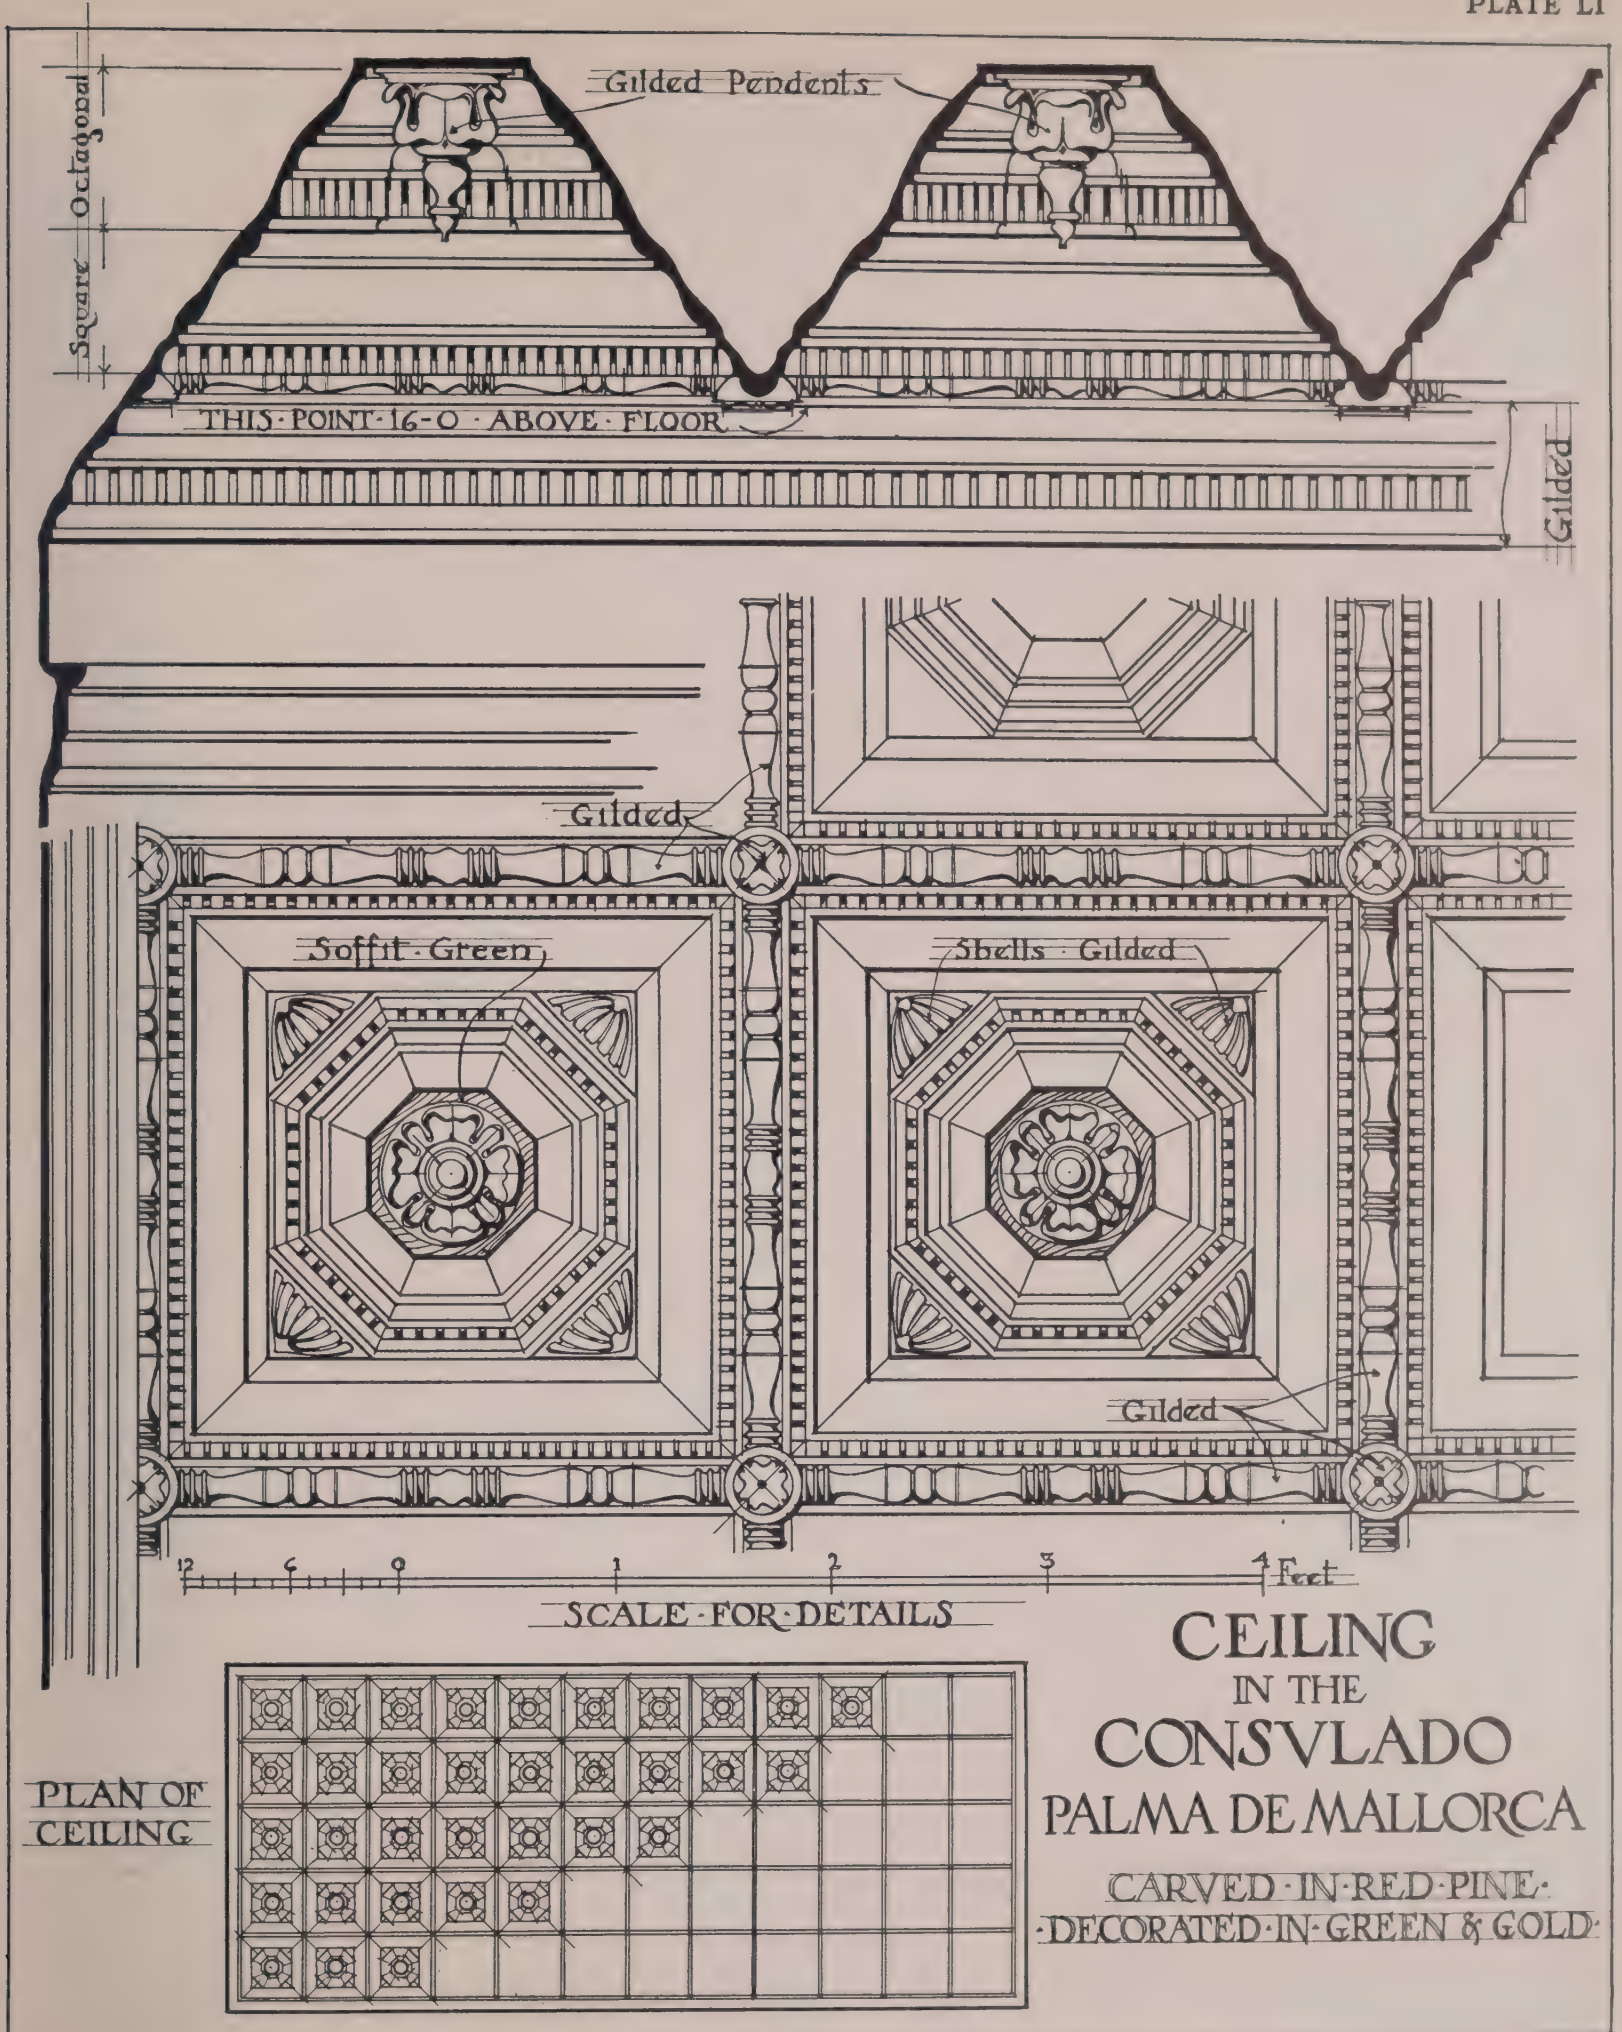 PLATE LI
Octagonal
Square
Gilded Pendents
THIS·POINT·16-0·ABOVE·FLOOR
Gilded
Gilded
Soffit·Green
Shells·Gilded
Gilded
12 6 0 1 2 3 4 Feet
SCALE·FOR·DETAILS
PLAN OF
CEILING
CEILING
IN THE
CONSVLADO
PALMA DE MALLORCA
CARVED·IN·RED·PINE·
·DECORATED·IN·GREEN & GOLD·